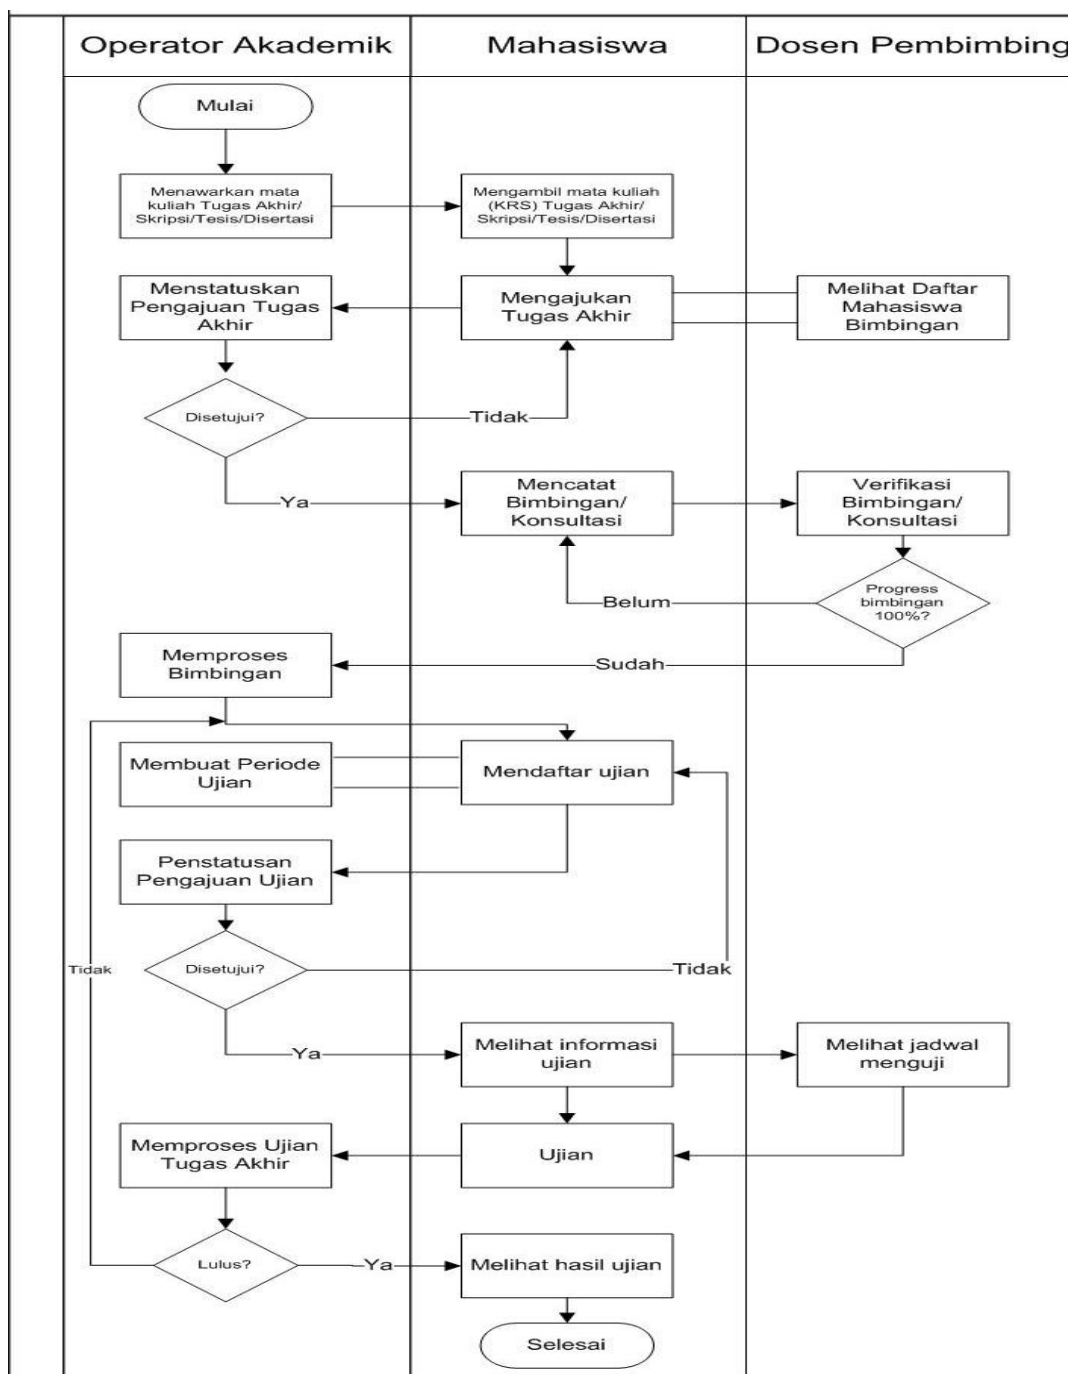 Operator Akademik
Mahasiswa
Dosen Pembimbing
Mulai
Menawarkan mata
kuliah Tugas Akhir/
Skripsi/Tesis/Disertasi
Mengambil mata kuliah
(KRS) Tugas Akhir/
Skripsi/Tesis/Disertasi
Menstatuskan
Pengajuan Tugas
Akhir
Mengajukan
Tugas Akhir
Melihat Daftar
Mahasiswa
Bimbingan
Disetujui?
Tidak
Ya
Mencatat
Bimbingan/
Konsultasi
Verifikasi
Bimbingan/
Konsultasi
Progress
bimbingan
100%?
Belum
Sudah
Memproses
Bimbingan
Membuat Periode
Ujian
Mendaftar ujian
Penstatusan
Pengajuan Ujian
Tidak
Disetujui?
Tidak
Ya
Melihat informasi
ujian
Melihat jadwal
menguji
Memproses Ujian
Tugas Akhir
Ujian
Lulus?
Ya
Melihat hasil ujian
Selesai